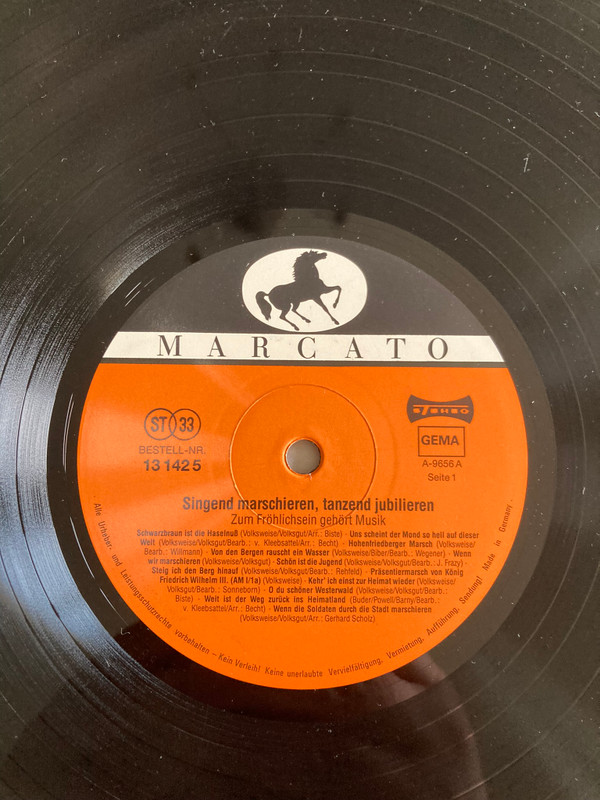 MARCATO
ST 33
STEREO
BESTELL-NR.
13 142 5
GEMA
A-9656 A
Seite 1
Singend marschieren, tanzend jubilieren
Zum Fröhlichsein gehört Musik
Schwarzbraun ist die Haselnuß (Volksweise/Volksgut/Arr.: Biste) · Uns scheint der Mond so hell auf dieser
Welt (Volksweise/Volksgut/Bearb.: v. Kleebsattel/Arr.: Becht) · Hohenfriedberger Marsch (Volksweise/
Bearb.: Willmann) · Von den Bergen rauscht ein Wasser (Volksweise/Biber/Bearb.: Wegener) · Wenn
wir marschieren (Volksweise/Volksgut) · Schön ist die Jugend (Volksweise/Volksgut/Bearb.: J. Frazy) ·
Steig ich den Berg hinauf (Volksweise/Volksgut/Bearb.: Rehfeld) · Präsentiermarsch von König
Friedrich Wilhelm III. (AM I/1a) (Volksweise) · Kehr' ich einst zur Heimat wieder (Volksweise/
Volksgut/Bearb.: Sonneborn) · O du schöner Westerwald (Volksweise/Volksgut/Bearb.:
Biste) · Weit ist der Weg zurück ins Heimatland (Buder/Powell/Barny/Bearb.:
v. Kleebsattel/Arr.: Becht) · Wenn die Soldaten durch die Stadt marschieren
(Volksweise/Volksgut/Arr.: Gerhard Scholz)
Alle Urheber- und Leistungsschutzrechte vorbehalten – Kein Verleih! Keine unerlaubte Vervielfältigung, Vermietung, Aufführung, Sendung! Made in Germany.